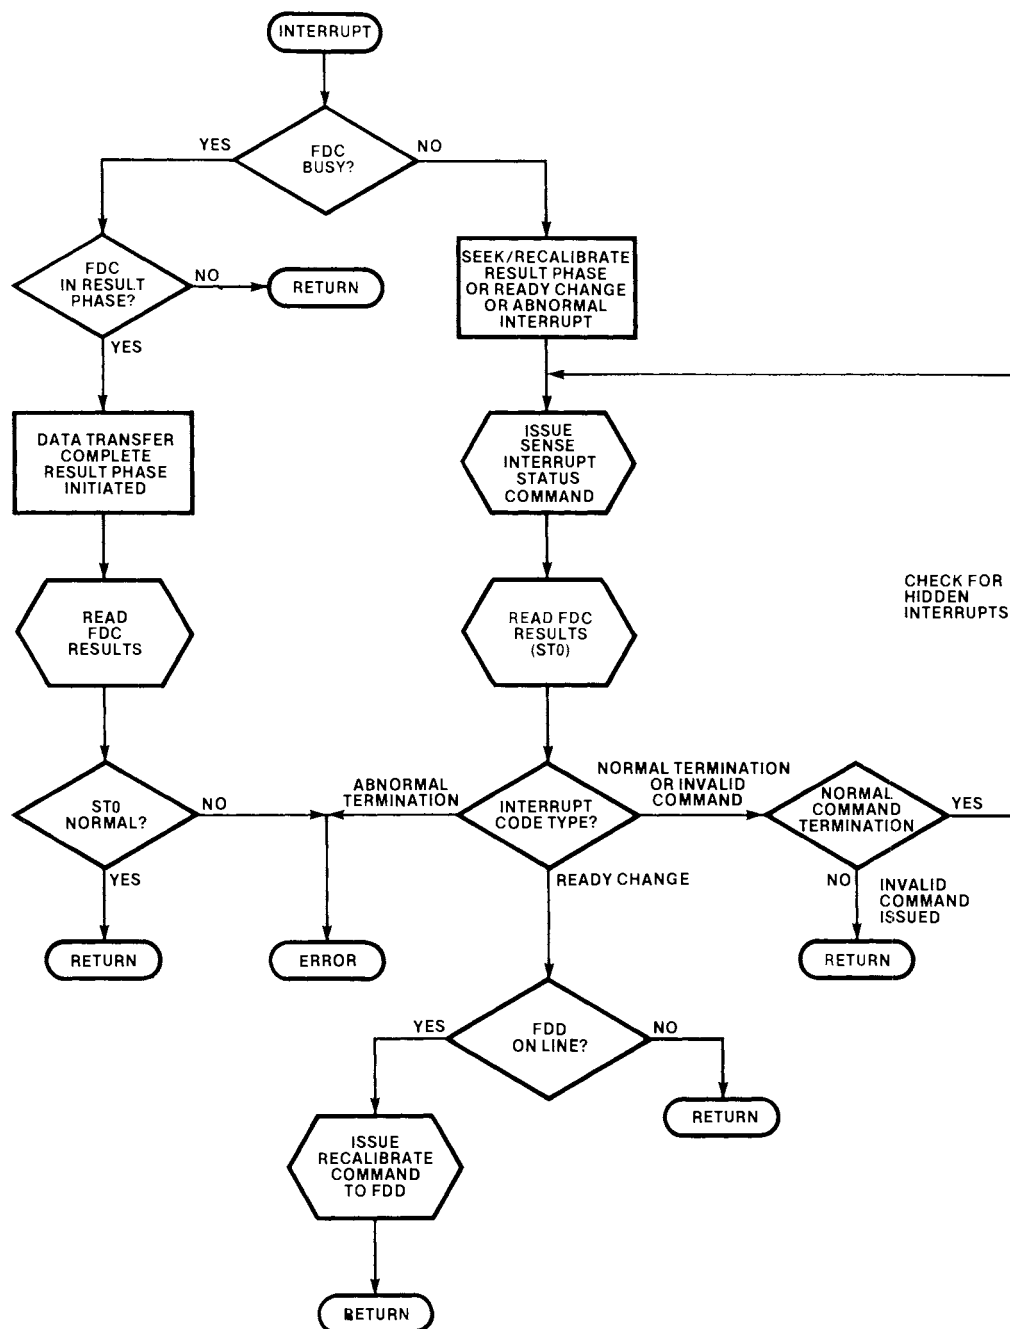 INTERRUPT
YES
FDC
BUSY?
NO
FDC
IN RESULT
PHASE?
NO
RETURN
YES
SEEK/RECALIBRATE
RESULT PHASE
OR READY CHANGE
OR ABNORMAL
INTERRUPT
DATA TRANSFER
COMPLETE
RESULT PHASE
INITIATED
ISSUE
SENSE
INTERRUPT
STATUS
COMMAND
CHECK FOR
HIDDEN
INTERRUPTS
READ
FDC
RESULTS
READ FDC
RESULTS
(ST0)
ST0
NORMAL?
NO
YES
ABNORMAL
TERMINATION
INTERRUPT
CODE TYPE?
NORMAL TERMINATION
OR INVALID
COMMAND
NORMAL
COMMAND
TERMINATION
YES
READY CHANGE
NO
INVALID
COMMAND
ISSUED
RETURN
ERROR
RETURN
YES
FDD
ON LINE?
NO
RETURN
ISSUE
RECALIBRATE
COMMAND
TO FDD
RETURN